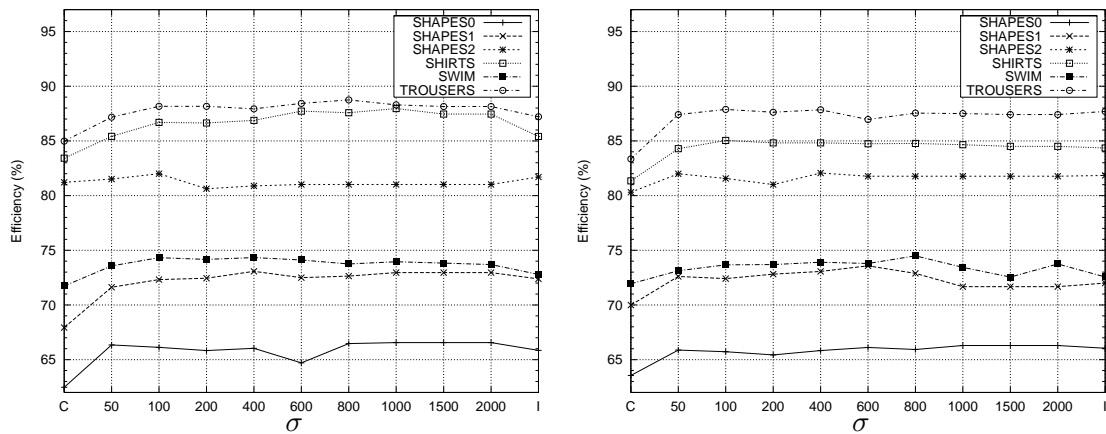 95
90
85
80
75
70
65
Efficiency (%)
C 50 100 200 400 600 800 1000 1500 2000 I
σ
SHAPES0
SHAPES1
SHAPES2
SHIRTS
SWIM
TROUSERS
95
90
85
80
75
70
65
Efficiency (%)
C 50 100 200 400 600 800 1000 1500 2000 I
σ
SHAPES0
SHAPES1
SHAPES2
SHIRTS
SWIM
TROUSERS